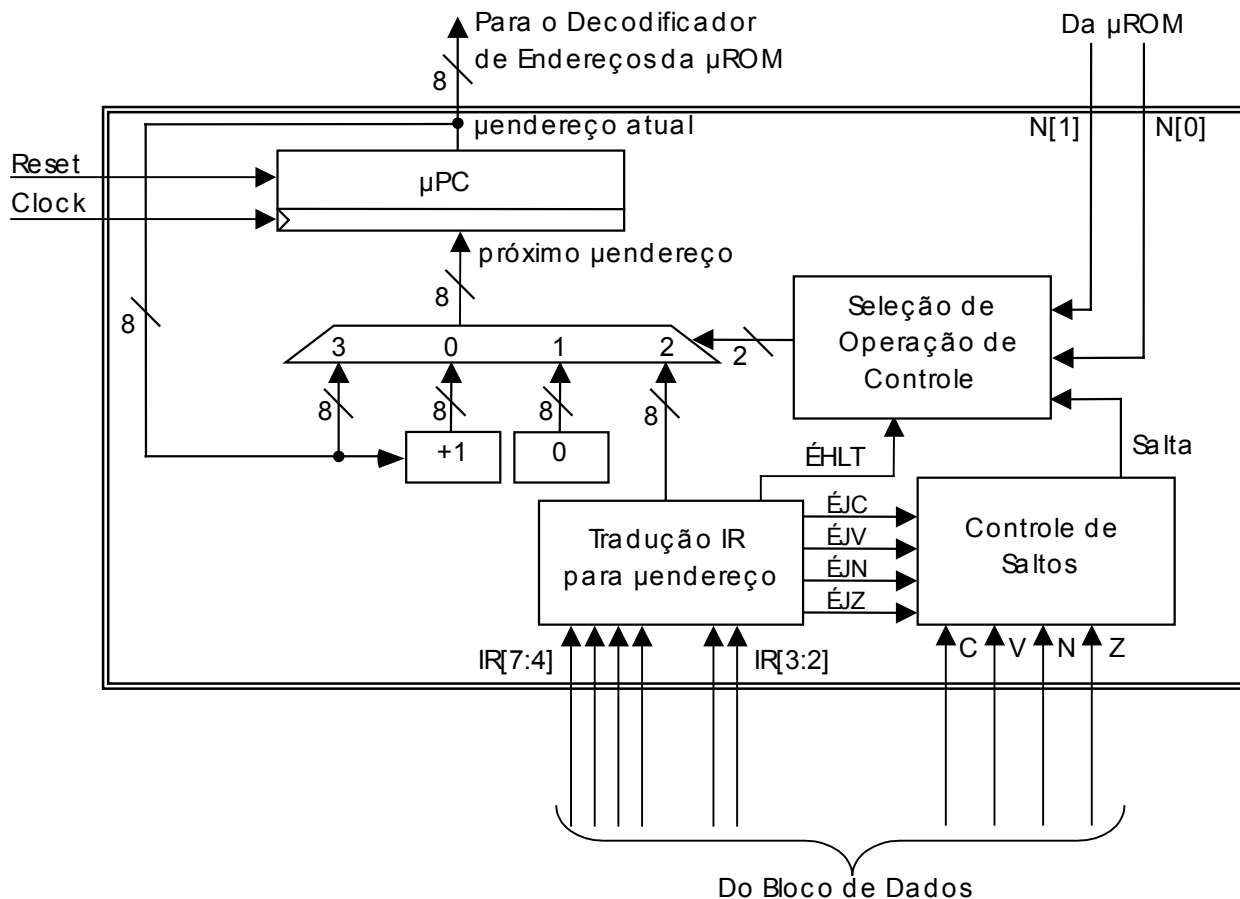 Para o Decodificador
de Endereços da µROM
8
Da µROM
µendereço atual
N[1]
N[0]
Reset
Clock
µPC
próximo µendereço
8
8
Seleção de
Operação de
Controle
3
0
1
2
2
8
8
8
8
+1
0
ÉHLT
Salta
Tradução IR
para µendereço
ÉJC
ÉJV
ÉJN
ÉJZ
Controle de
Saltos
IR[7:4]
IR[3:2]
C
V
N
Z
Do Bloco de Dados